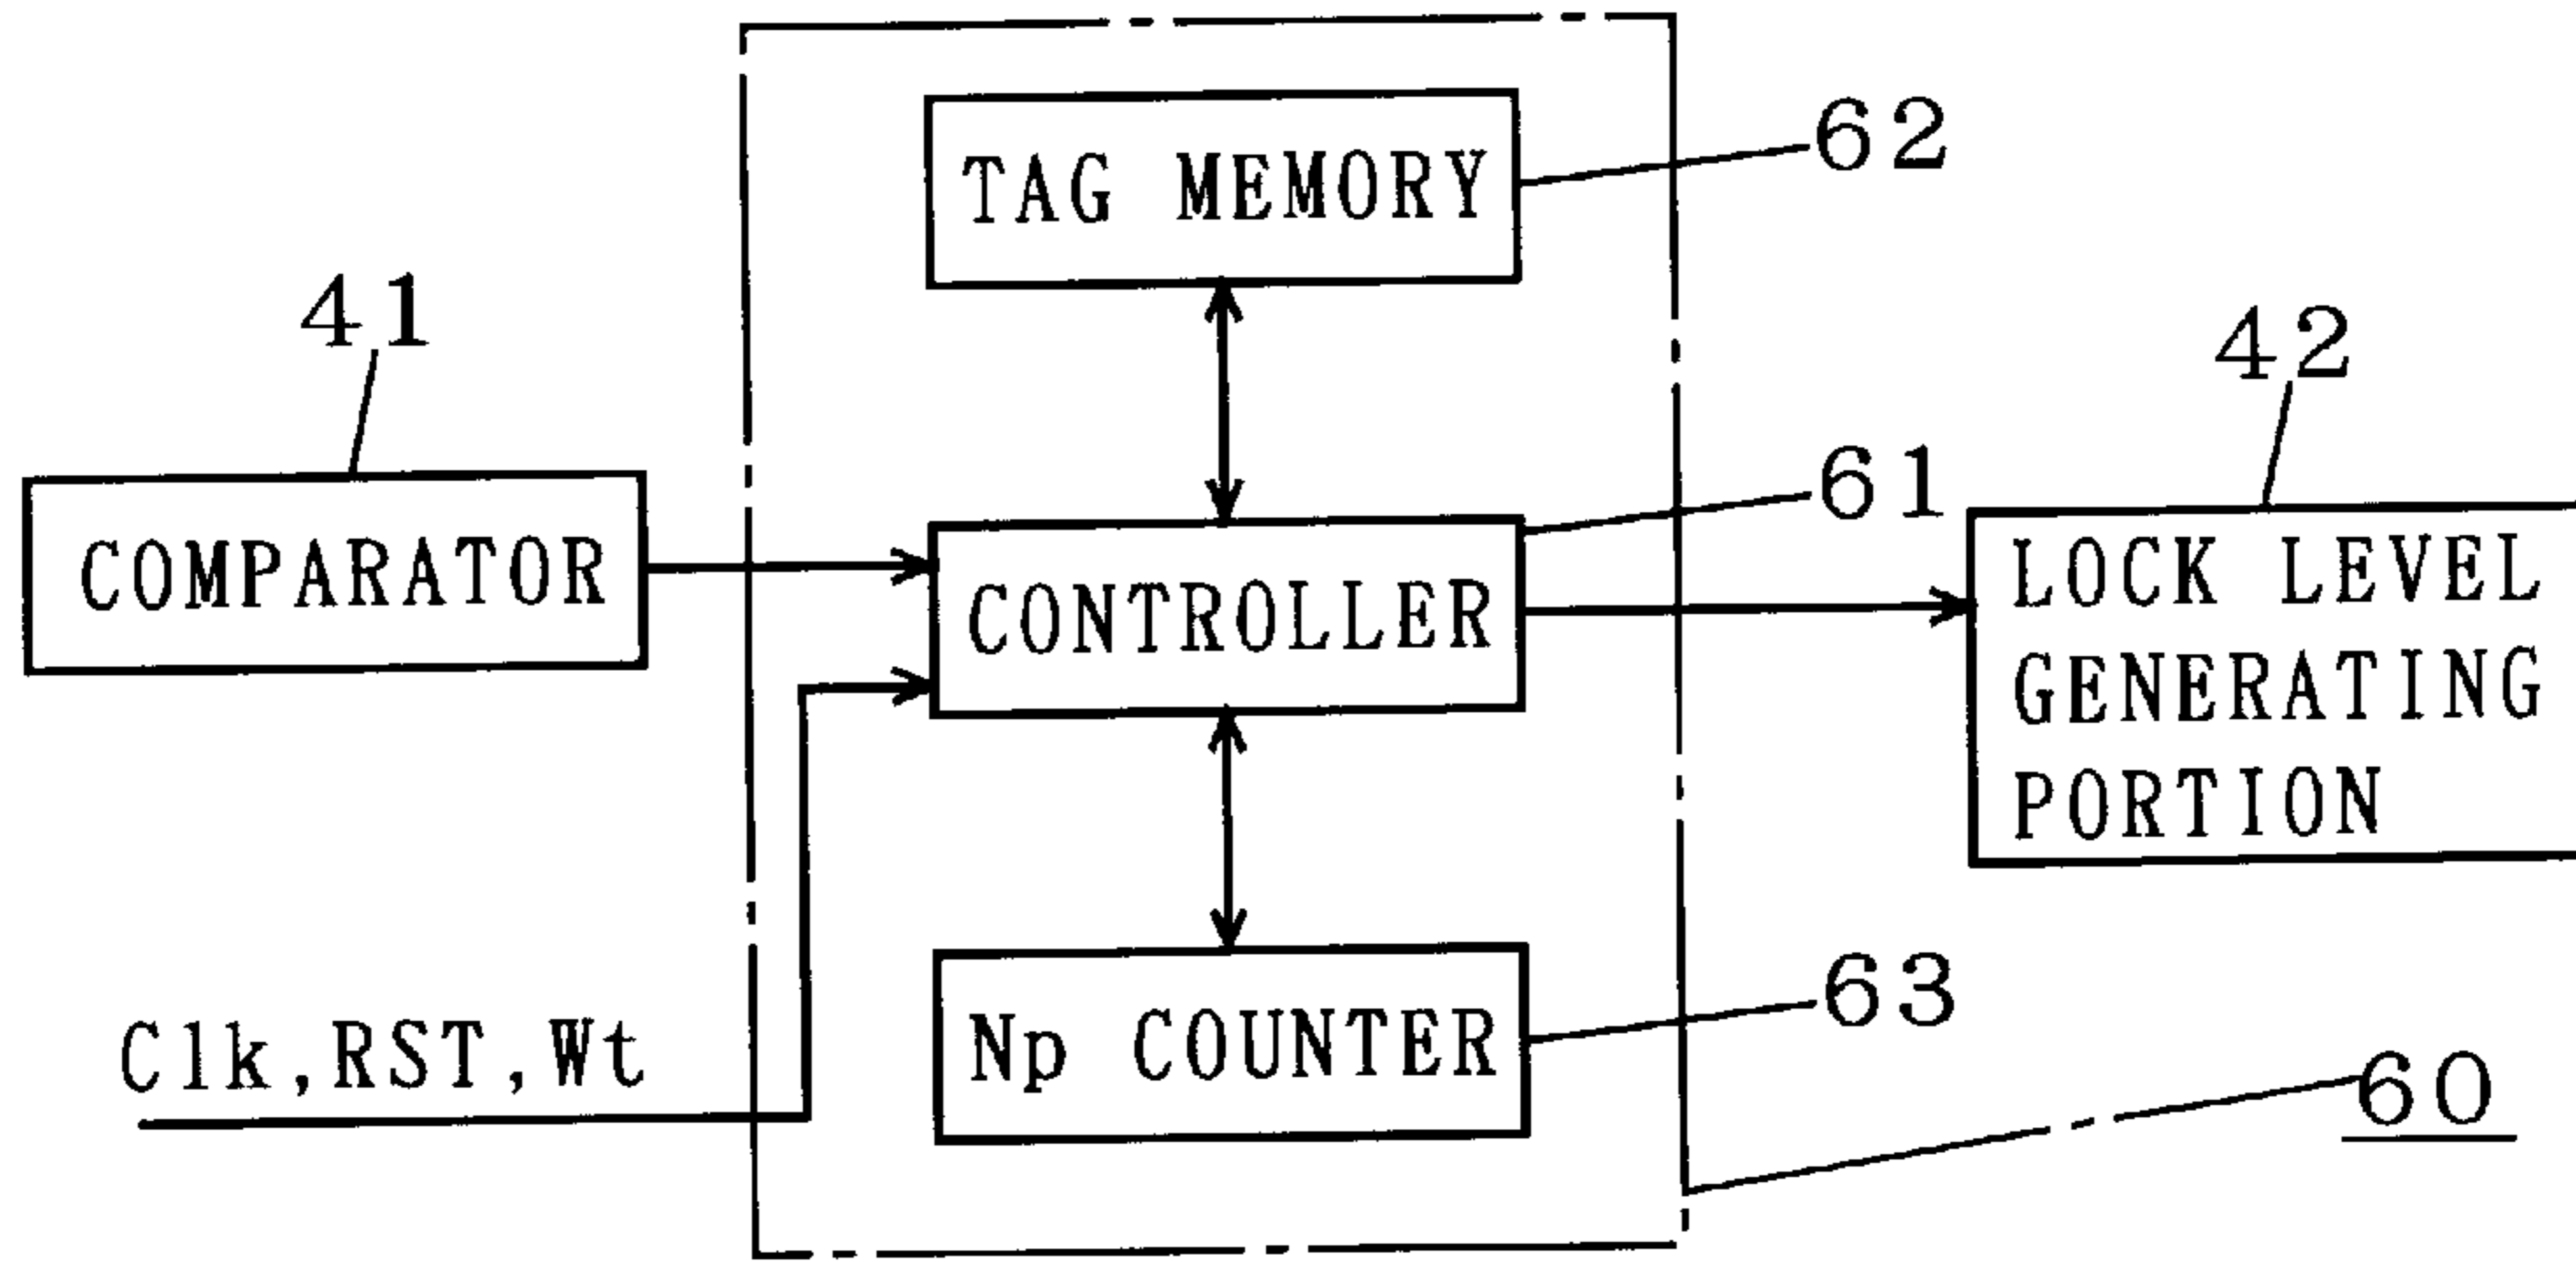 62
TAG MEMORY
41
42
61
COMPARATOR
CONTROLLER
LOCK LEVEL
GENERATING
PORTION
63
Clk,RST,Wt
Np COUNTER
60